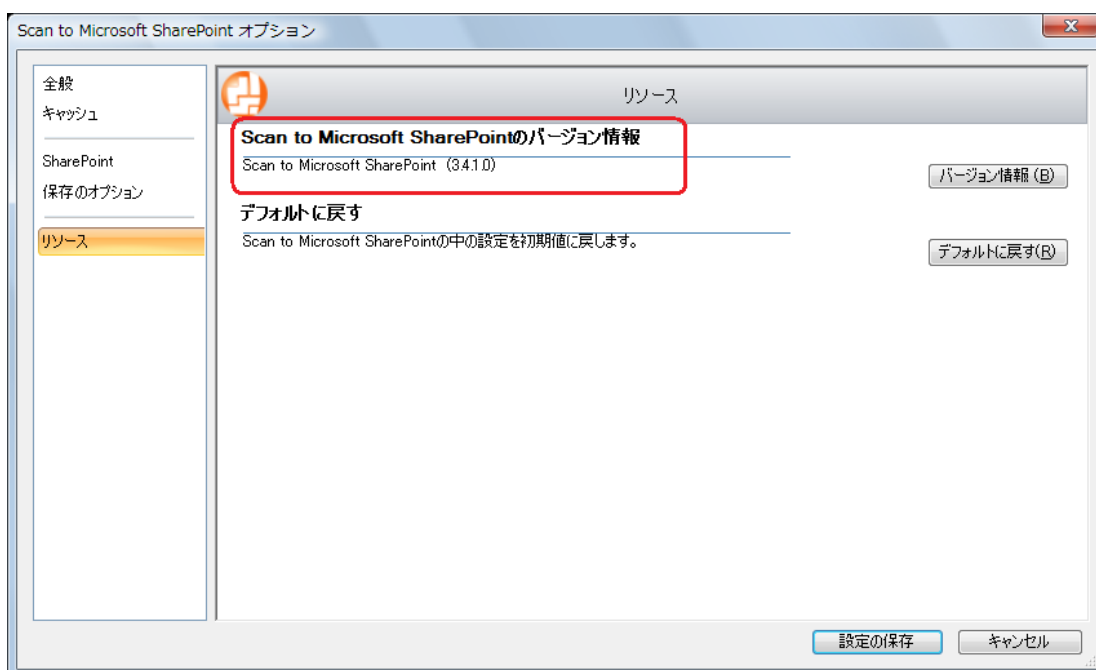 Scan to Microsoft SharePoint オプション
全般
キャッシュ
SharePoint
保存のオプション
リソース
リソース
Scan to Microsoft SharePointのバージョン情報
Scan to Microsoft SharePoint (3.4.1.0)
バージョン情報 (B)
デフォルトに戻す
Scan to Microsoft SharePointの中の設定を初期値に戻します。
デフォルトに戻す(R)
設定の保存
キャンセル